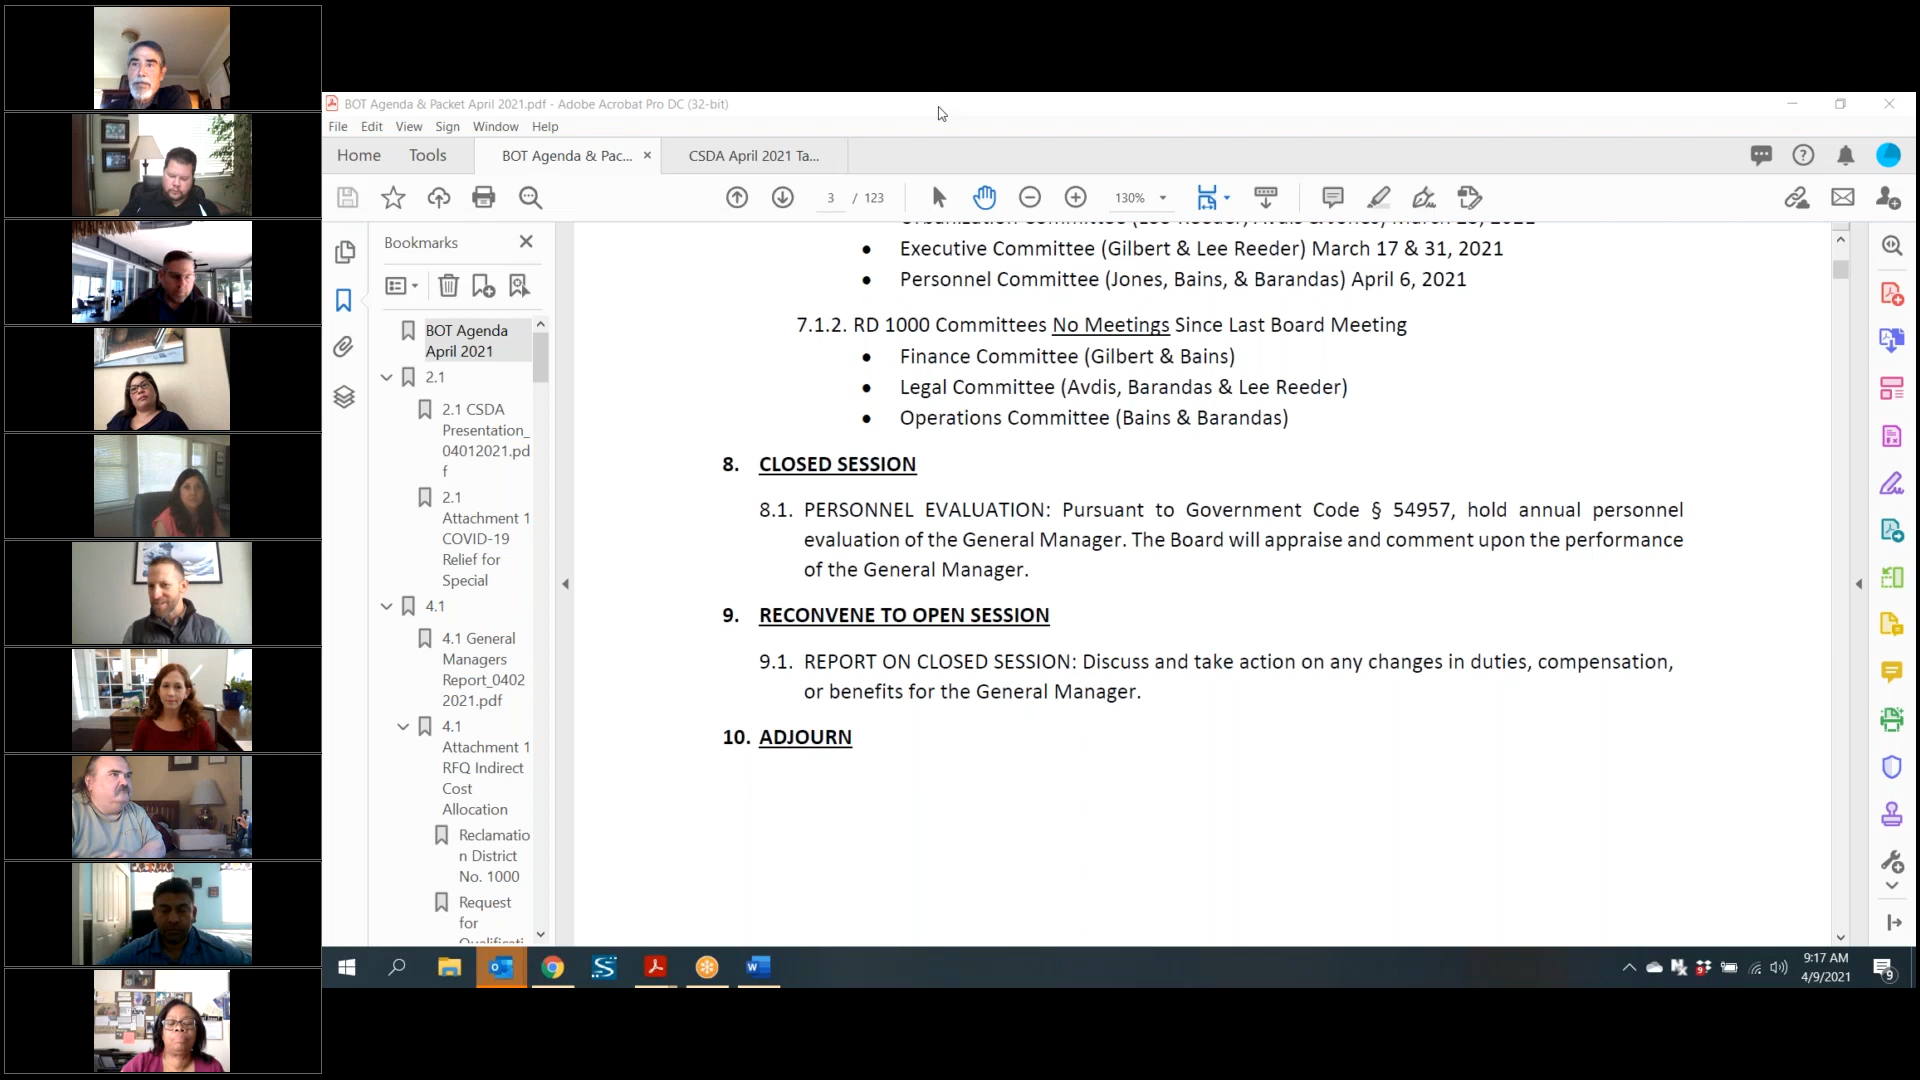 BOT Agenda & Packet April 2021.pdf - Adobe Acrobat Pro DC (32-bit)
File Edit View Sign Window Help
Home Tools BOT Agenda & Pac... × CSDA April 2021 Ta...
3 / 123 130%
Bookmarks
BOT Agenda
April 2021
2.1
2.1 CSDA
Presentation_
04012021.pd
f
2.1
Attachment 1
COVID-19
Relief for
Special
4.1
4.1 General
Managers
Report_0402
2021.pdf
4.1
Attachment 1
RFQ Indirect
Cost
Allocation
Reclamatio
n District
No. 1000
Request
for
• Executive Committee (Gilbert & Lee Reeder) March 17 & 31, 2021
• Personnel Committee (Jones, Bains, & Barandas) April 6, 2021
7.1.2. RD 1000 Committees No Meetings Since Last Board Meeting
• Finance Committee (Gilbert & Bains)
• Legal Committee (Avdis, Barandas & Lee Reeder)
• Operations Committee (Bains & Barandas)
8. CLOSED SESSION
8.1. PERSONNEL EVALUATION: Pursuant to Government Code § 54957, hold annual personnel
evaluation of the General Manager. The Board will appraise and comment upon the performance
of the General Manager.
9. RECONVENE TO OPEN SESSION
9.1. REPORT ON CLOSED SESSION: Discuss and take action on any changes in duties, compensation,
or benefits for the General Manager.
10. ADJOURN
9:17 AM
4/9/2021
9